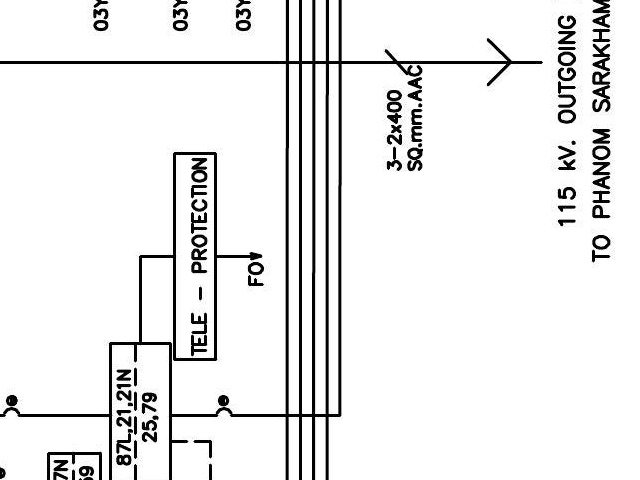 03Y
03Y
03Y
3-2x400
SQ.mm.AAC
115 kV. OUTGOING
TO PHANOM SARAKHAM
TELE - PROTECTION
FO
87L,21,21N
25,79
7N
59